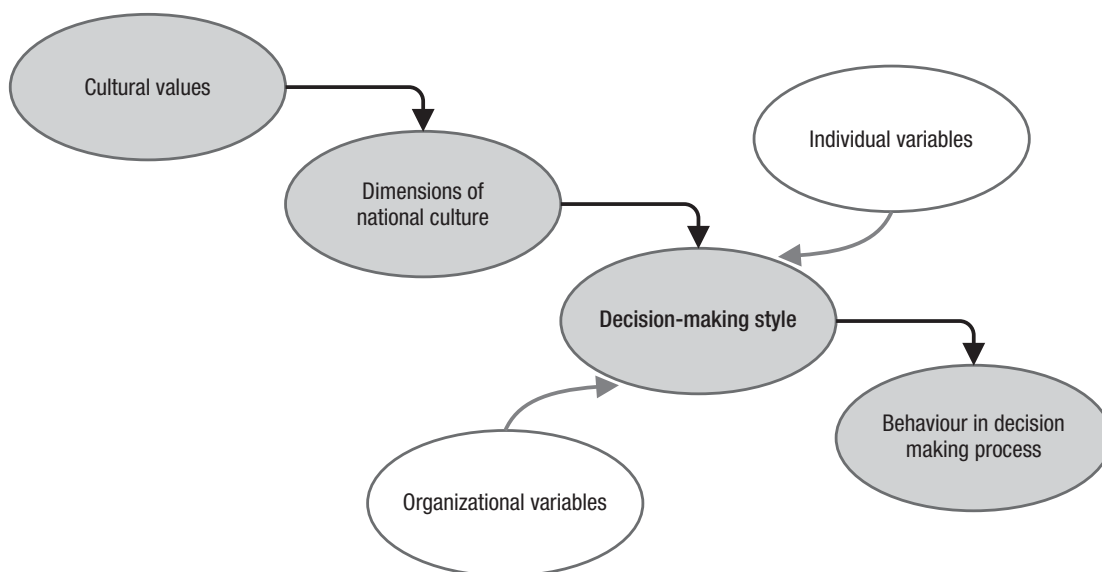 Cultural values
Individual variables
Dimensions of
national culture
Decision-making style
Behaviour in decision
making process
Organizational variables